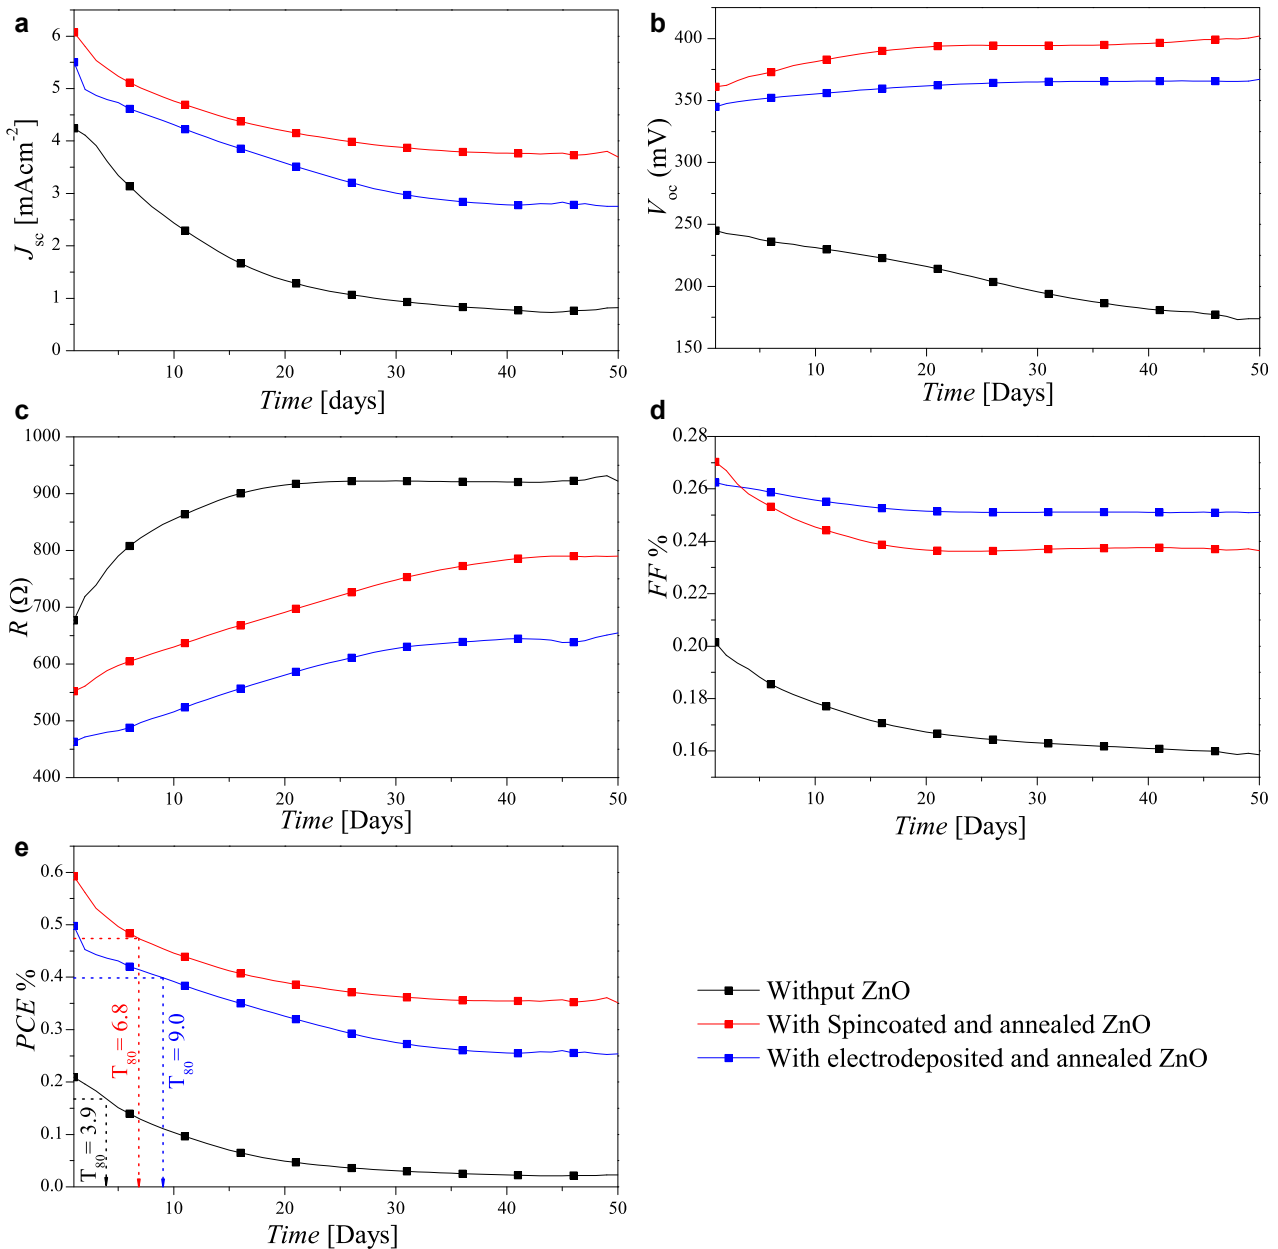 a
6
5
4
3
2
1
0
10
20
30
40
50
Jsc [mAcm-2]
Time [days]
b
400
350
300
250
200
150
10
20
30
40
50
Voc (mV)
Time [Days]
c
1000
900
800
700
600
500
400
10
20
30
40
50
R (Ω)
Time [Days]
d
0.28
0.26
0.24
0.22
0.20
0.18
0.16
10
20
30
40
50
FF %
Time [Days]
e
0.6
0.5
0.4
0.3
0.2
0.1
0.0
10
20
30
40
50
PCE %
Time [Days]
T80 = 3.9
T80 = 6.8
T80 = 9.0
Withput ZnO
With Spincoated and annealed ZnO
With electrodeposited and annealed ZnO